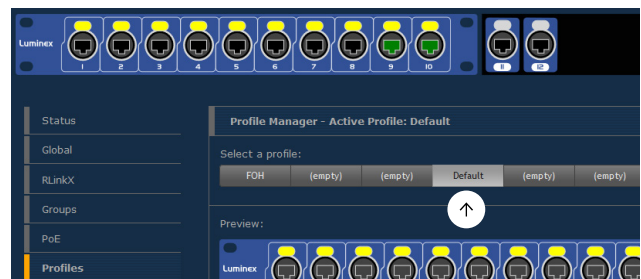 Luminex
1 2 3 4 5 6 7 8 9 10 11 12
Status
Global
RLinkX
Groups
PoE
Profiles
Profile Manager - Active Profile: Default
Select a profile:
FOH (empty) (empty) Default (empty) (empty)
Preview:
Luminex